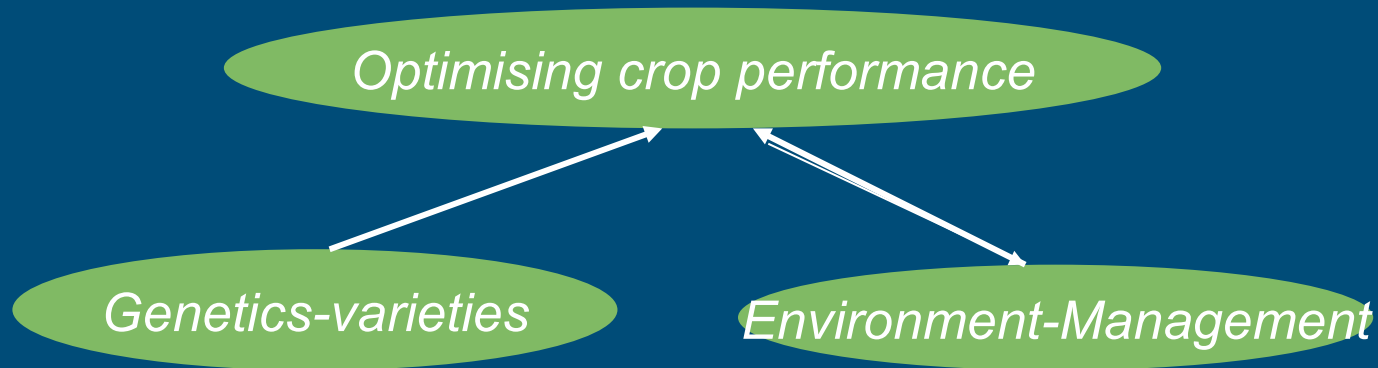 Optimising crop performance
Genetics-varieties
Environment-Management